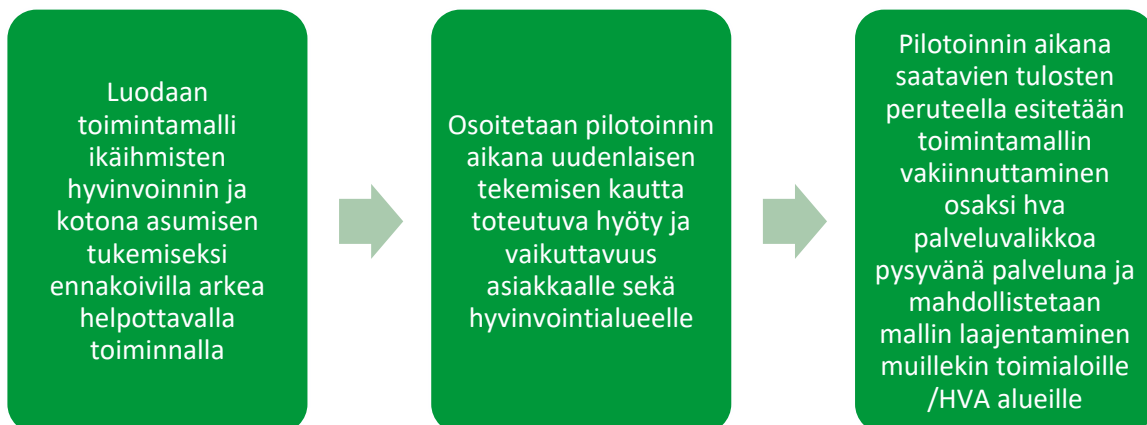 Luodaan
toimintamalli
ikäihmisten
hyvinvoinnin ja
kotona asumisen
tukemiseksi
ennakoivilla arkea
helpottavalla
toiminnalla
Osoitetaan pilotoinnin
aikana uudenlaisen
tekemisen kautta
toteutuva hyöty ja
vaikuttavuus
asiakkaalle sekä
hyvinvointialueelle
Pilotoinnin aikana
saatavien tulosten
peruteella esitetään
toimintamallin
vakiinnuttaminen
osaksi hva
palveluvalikkoa
pysyvänä palveluna ja
mahdollistetaan
mallin laajentaminen
muillekin toimialoille
/HVA alueille